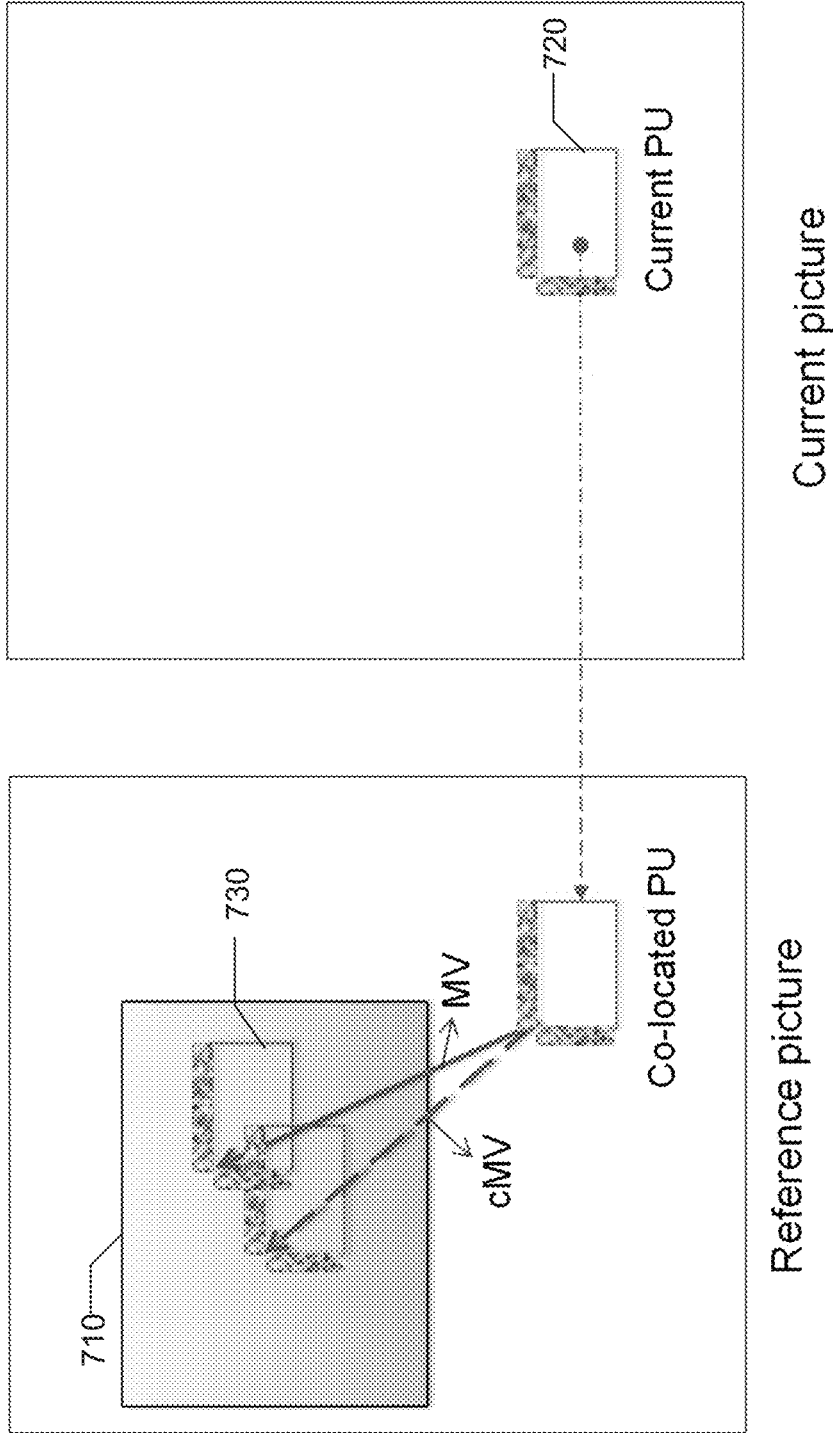 710
730
MV
cMV
Co-located PU
Reference picture
720
Current PU
Current picture